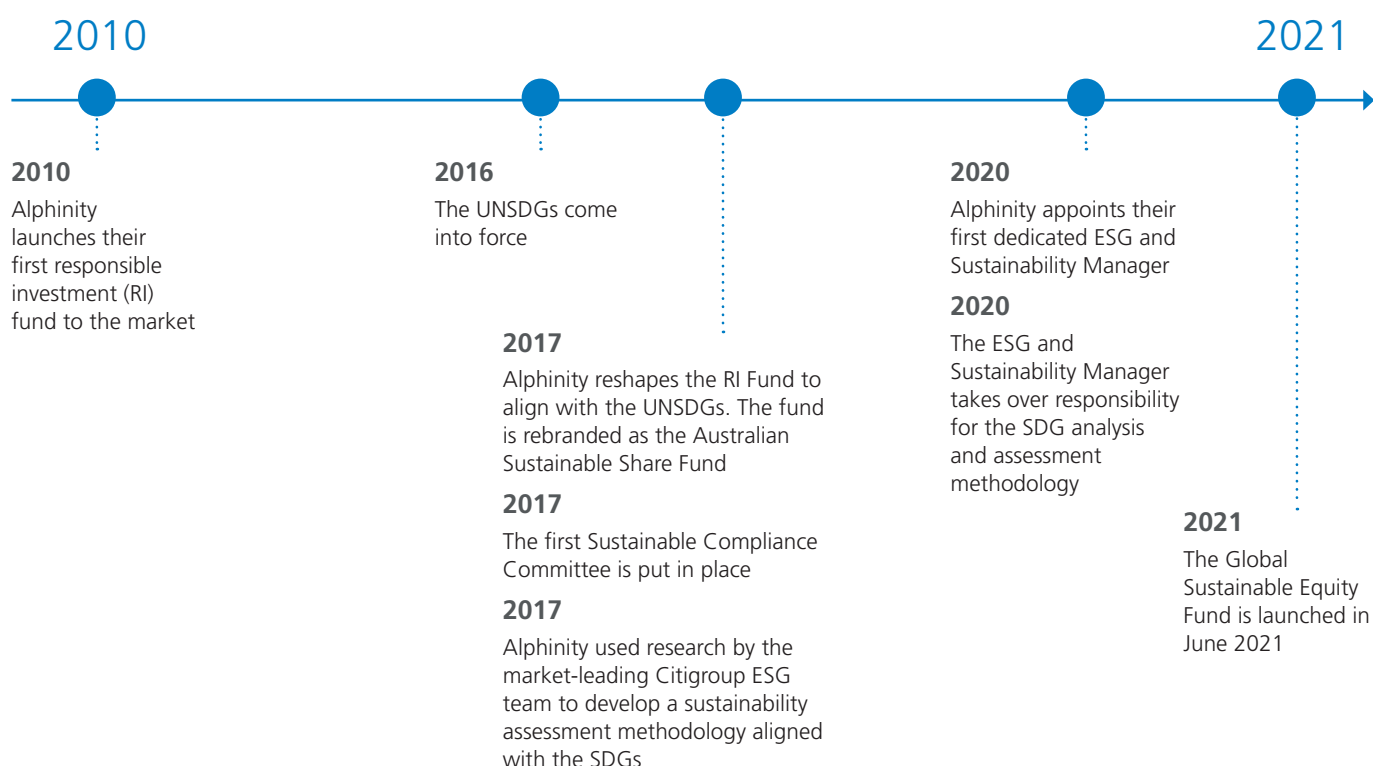 2010
2021
2010
Alphinity
launches their
first responsible
investment (RI)
fund to the market
2016
The UNSDGs come
into force
2017
Alphinity reshapes the RI Fund to
align with the UNSDGs. The fund
is rebranded as the Australian
Sustainable Share Fund
2017
The first Sustainable Compliance
Committee is put in place
2017
Alphinity used research by the
market-leading Citigroup ESG
team to develop a sustainability
assessment methodology aligned
with the SDGs
2020
Alphinity appoints their
first dedicated ESG and
Sustainability Manager
2020
The ESG and
Sustainability Manager
takes over responsibility
for the SDG analysis
and assessment
methodology
2021
The Global
Sustainable Equity
Fund is launched in
June 2021